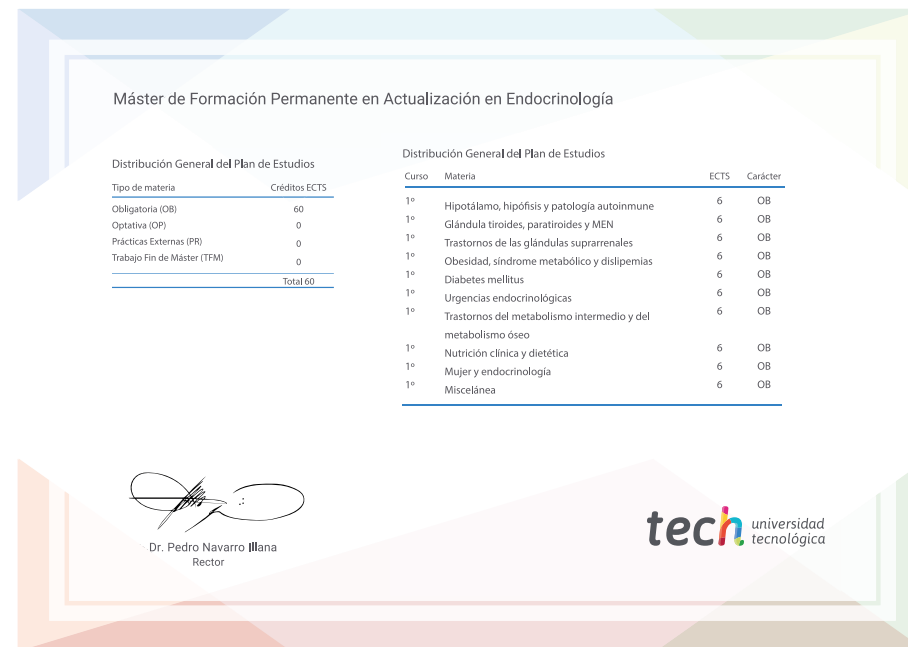 Máster de Formación Permanente en Actualización en Endocrinología
Distribución General del Plan de Estudios
Tipo de materia Créditos ECTS
Obligatoria (OB) 60
Optativa (OP) 0
Prácticas Externas (PR) 0
Trabajo Fin de Máster (TFM) 0
Total 60
Distribución General del Plan de Estudios
Curso Materia ECTS Carácter
1º Hipotálamo, hipófisis y patología autoinmune 6 OB
1º Glándula tiroides, paratiroides y MEN 6 OB
1º Trastornos de las glándulas suprarrenales 6 OB
1º Obesidad, síndrome metabólico y dislipemias 6 OB
1º Diabetes mellitus 6 OB
1º Urgencias endocrinológicas 6 OB
1º Trastornos del metabolismo intermedio y del 6 OB
metabolismo óseo
1º Nutrición clínica y dietética 6 OB
1º Mujer y endocrinología 6 OB
1º Miscelánea 6 OB
Dr. Pedro Navarro Illana
Rector
tech universidad
tecnológica